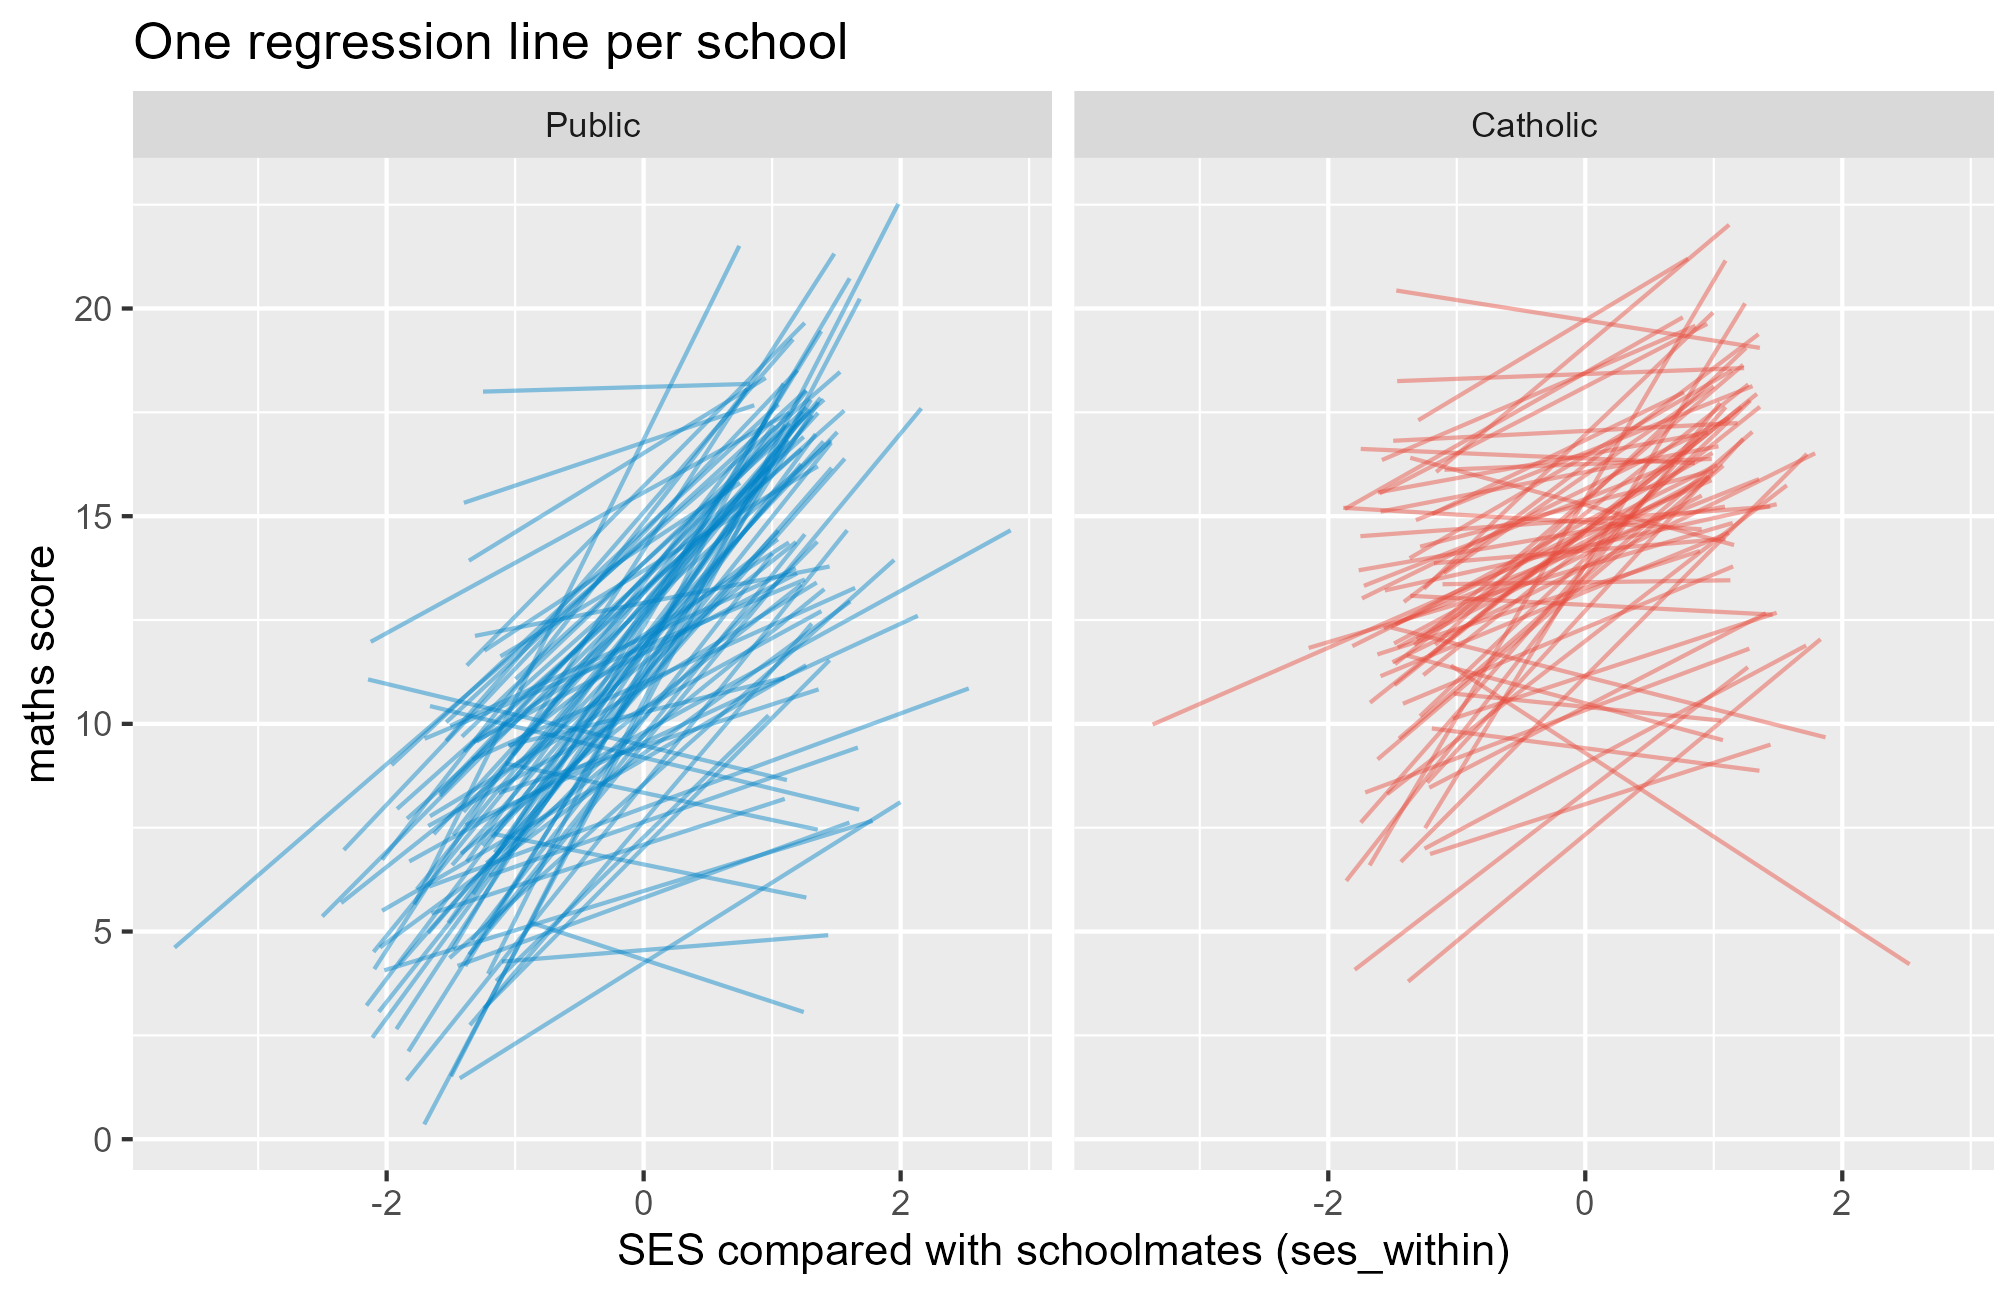 One regression line per school
Public
Catholic
20
15
10
5
0
maths score
-2
0
2
-2
0
2
SES compared with schoolmates (ses_within)